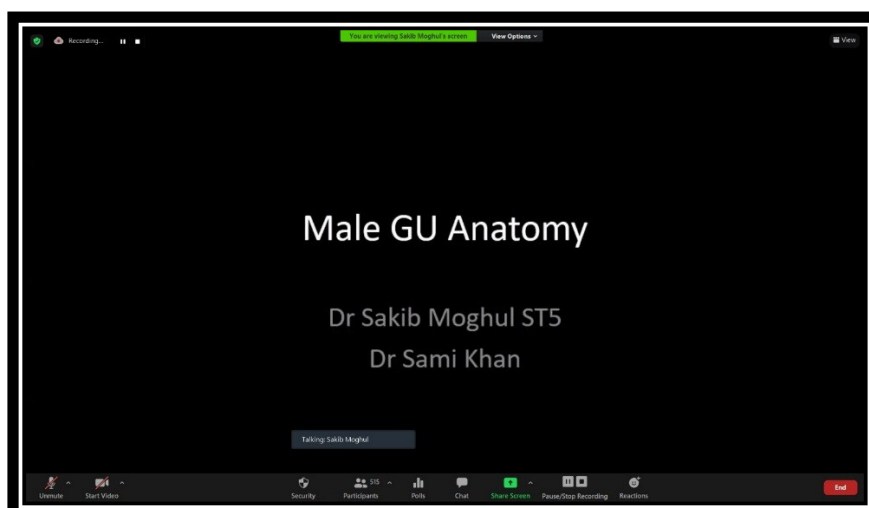 Recording...
You are viewing Sakib Moghul's screen
View Options
View
Male GU Anatomy
Dr Sakib Moghul ST5
Dr Sami Khan
Talking: Sakib Moghul
515
Unmute
Start Video
Security
Participants
Polls
Chat
Share Screen
Pause/Stop Recording
Reactions
End